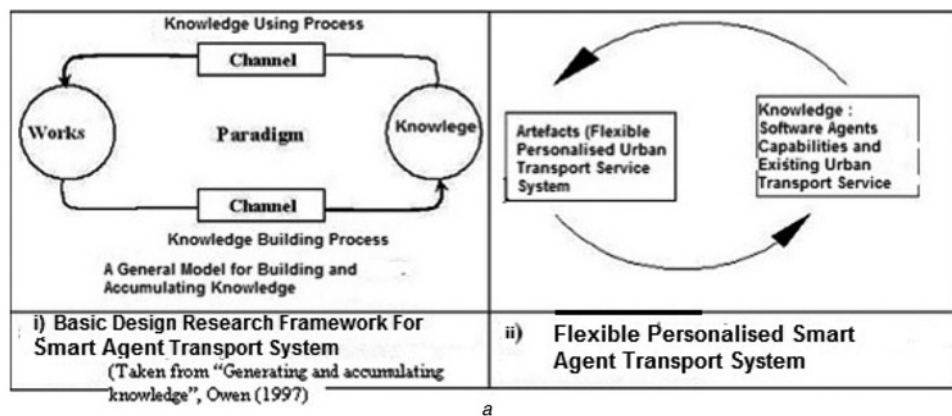 Knowledge Using Process
Channel
Works
Paradigm
Knowlege
Channel
Knowledge Building Process
A General Model for Building and
Accumulating Knowledge
Artefacts (Flexible
Personalised Urban
Transport Service
System
Knowledge :
Software Agents
Capabilities and
Existing Urban
Transport Service
i) Basic Design Research Framework For
Smart Agent Transport System
(Taken from “Generating and accumulating
knowledge”, Owen (1997)
ii) Flexible Personalised Smart
Agent Transport System
a